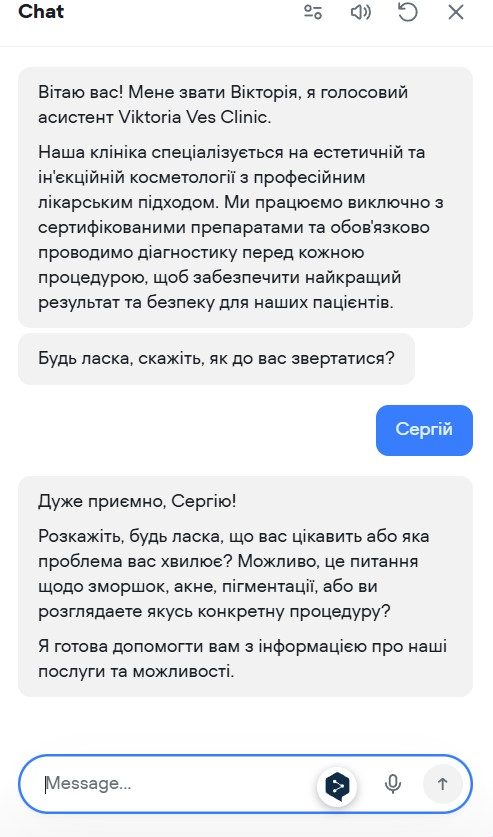 Chat
Вітаю вас! Мене звати Вікторія, я голосовий
асистент Viktoria Ves Clinic.
Наша клініка спеціалізується на естетичній та
ін'єкційній косметології з професійним
лікарським підходом. Ми працюємо виключно з
сертифікованими препаратами та обов'язково
проводимо діагностику перед кожною
процедурою, щоб забезпечити найкращий
результат та безпеку для наших пацієнтів.
Будь ласка, скажіть, як до вас звертатися?
Сергій
Дуже приємно, Сергію!
Розкажіть, будь ласка, що вас цікавить або яка
проблема вас хвилює? Можливо, це питання
щодо зморшок, акне, пігментації, або ви
розглядаете якусь конкретну процедуру?
Я готова допомогти вам з інформацією про наші
послуги та можливості.
Message...